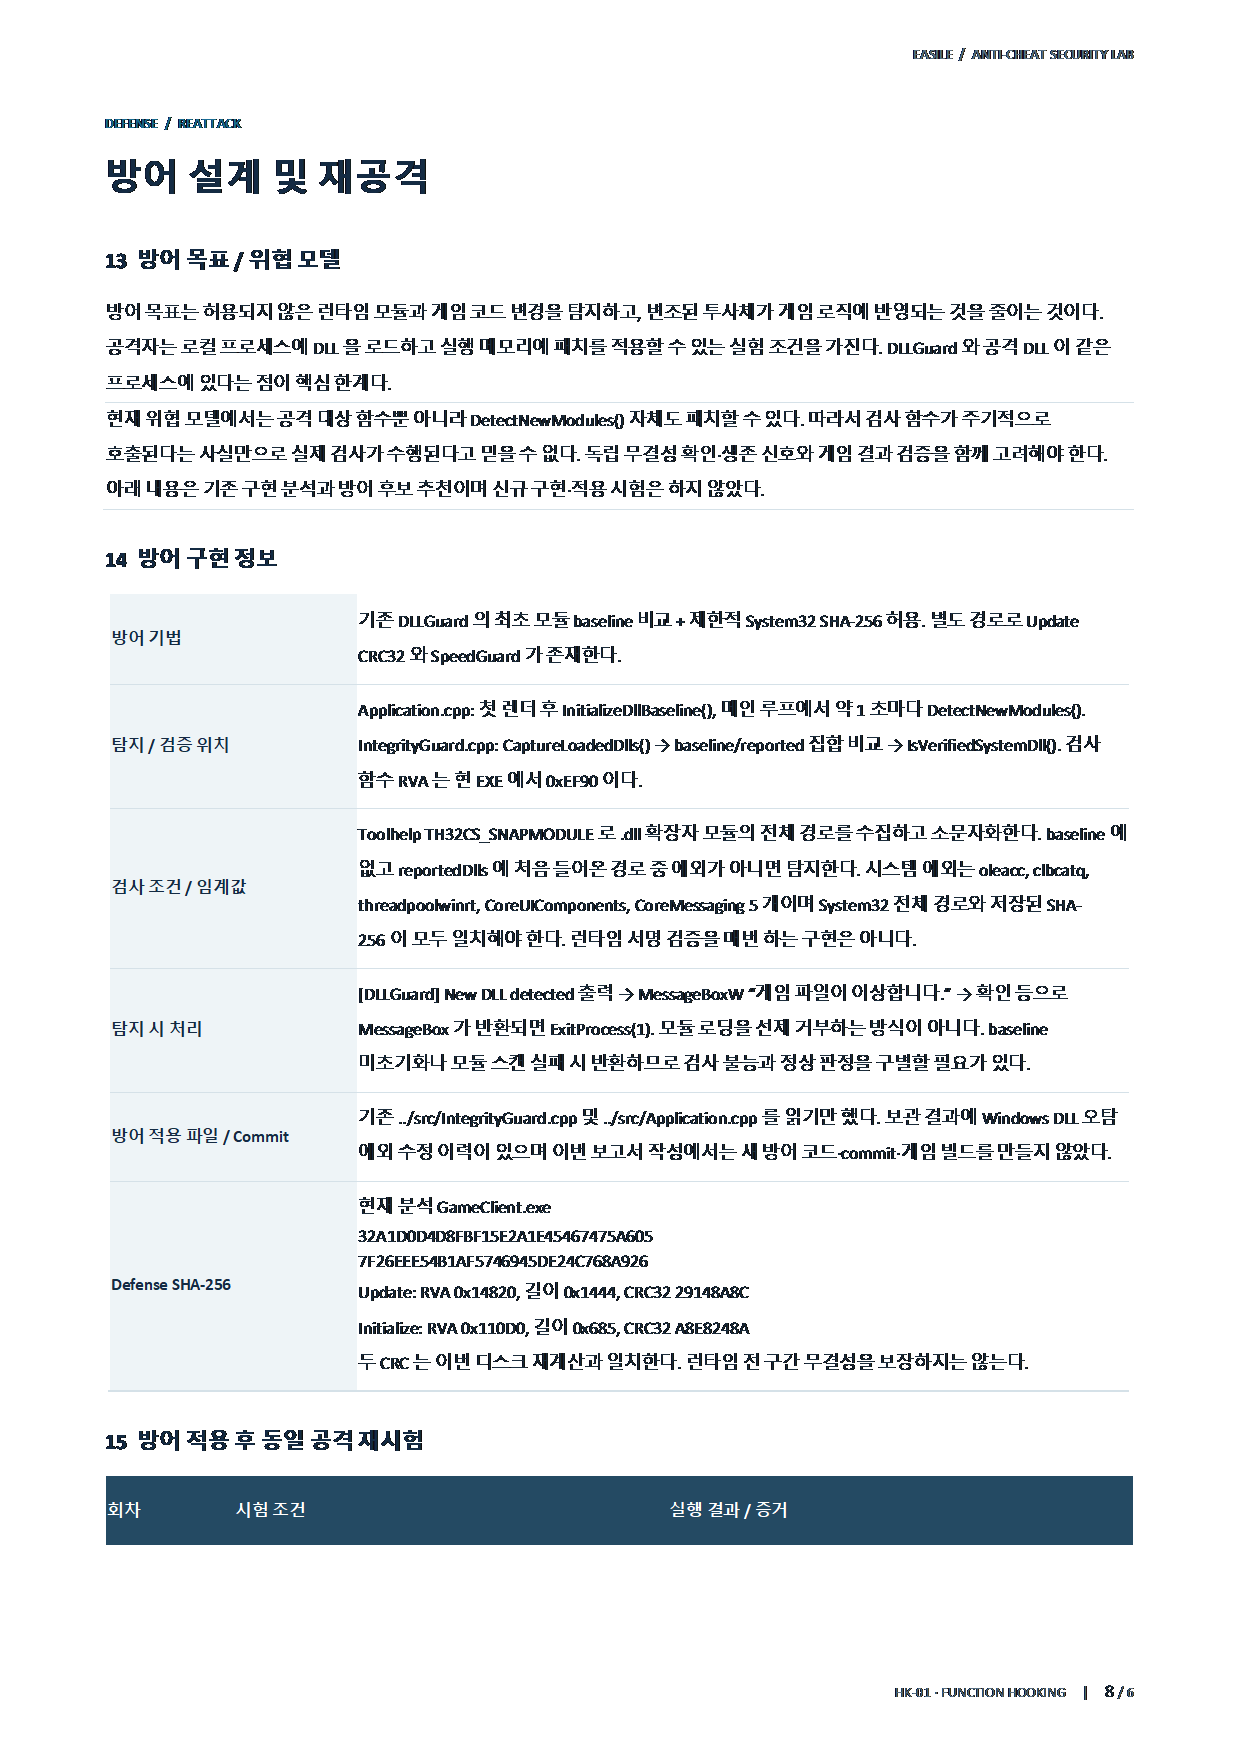 EASILE / ANTI-CHEAT SECURITY LAB
DEFENSE / REATTACK
방어 설계 및 재공격
13 방어 목표 / 위협 모델
방어 목표는 허용되지 않은 런타임 모듈과 게임 코드 변경을 탐지하고, 변조된 투사체가 게임 로직에 반영되는 것을 줄이는 것이다.
공격자는 로컬 프로세스에 DLL 을 로드하고 실행 메모리에 패치를 적용할 수 있는 실험 조건을 가진다. DLLGuard 와 공격 DLL 이 같은
프로세스에 있다는 점이 핵심 한계다.
현재 위협 모델에서는 공격 대상 함수뿐 아니라 DetectNewModules() 자체도 패치할 수 있다. 따라서 검사 함수가 주기적으로
호출된다는 사실만으로 실제 검사가 수행된다고 믿을 수 없다. 독립 무결성 확인·생존 신호와 게임 결과 검증을 함께 고려해야 한다.
아래 내용은 기존 구현 분석과 방어 후보 추천이며 신규 구현·적용 시험은 하지 않았다.
14 방어 구현 정보
방어 기법
기존 DLLGuard 의 최초 모듈 baseline 비교 + 제한적 System32 SHA-256 허용. 별도 경로로 Update
CRC32 와 SpeedGuard 가 존재한다.
탐지 / 검증 위치
Application.cpp: 첫 렌더 후 InitializeDllBaseline(), 메인 루프에서 약 1 초마다 DetectNewModules().
IntegrityGuard.cpp: CaptureLoadedDlls() → baseline/reported 집합 비교 → IsVerifiedSystemDll(). 검사
함수 RVA 는 현 EXE 에서 0xEF90 이다.
검사 조건 / 임계값
Toolhelp TH32CS_SNAPMODULE 로 .dll 확장자 모듈의 전체 경로를 수집하고 소문자화한다. baseline 에
없고 reportedDlls 에 처음 들어온 경로 중 예외가 아니면 탐지한다. 시스템 예외는 oleacc, clbcatq,
threadpoolwinrt, CoreUIComponents, CoreMessaging 5 개이며 System32 전체 경로와 저장된 SHA-
256 이 모두 일치해야 한다. 런타임 서명 검증을 매번 하는 구현은 아니다.
탐지 시 처리
[DLLGuard] New DLL detected 출력 → MessageBoxW “게임 파일이 이상합니다.” → 확인 등으로
MessageBox 가 반환되면 ExitProcess(1). 모듈 로딩을 선제 거부하는 방식이 아니다. baseline
미초기화나 모듈 스캔 실패 시 반환하므로 검사 불능과 정상 판정을 구별할 필요가 있다.
방어 적용 파일 / Commit
기존 ../src/IntegrityGuard.cpp 및 ../src/Application.cpp 를 읽기만 했다. 보관 결과에 Windows DLL 오탐
예외 수정 이력이 있으며 이번 보고서 작성에서는 새 방어 코드·commit·게임 빌드를 만들지 않았다.
Defense SHA-256
현재 분석 GameClient.exe
32A1D0D4D8FBF15E2A1E45467475A605
7F26EEE54B1AF5746945DE24C768A926
Update: RVA 0x14820, 길이 0x1444, CRC32 29148A8C
Initialize: RVA 0x110D0, 길이 0x685, CRC32 A8E8248A
두 CRC 는 이번 디스크 재계산과 일치한다. 런타임 전 구간 무결성을 보장하지는 않는다.
15 방어 적용 후 동일 공격 재시험
회차 시험 조건 실행 결과 / 증거
HK-01 · FUNCTION HOOKING | 8 / 6